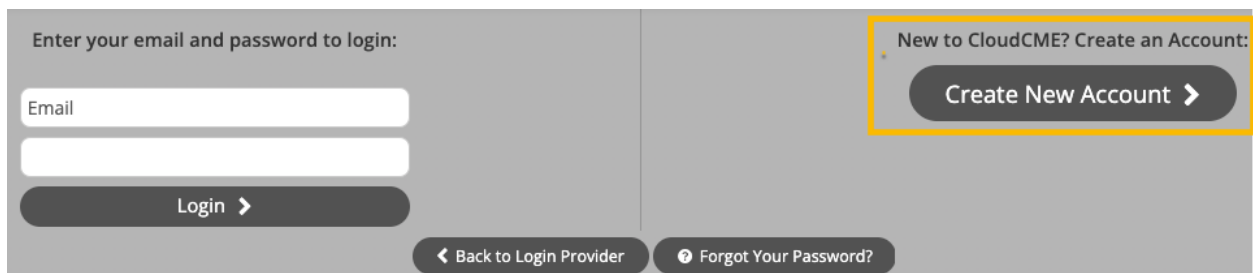 Enter your email and password to login:
Email
Login
New to CloudCME? Create an Account:
Create New Account
Back to Login Provider
Forgot Your Password?